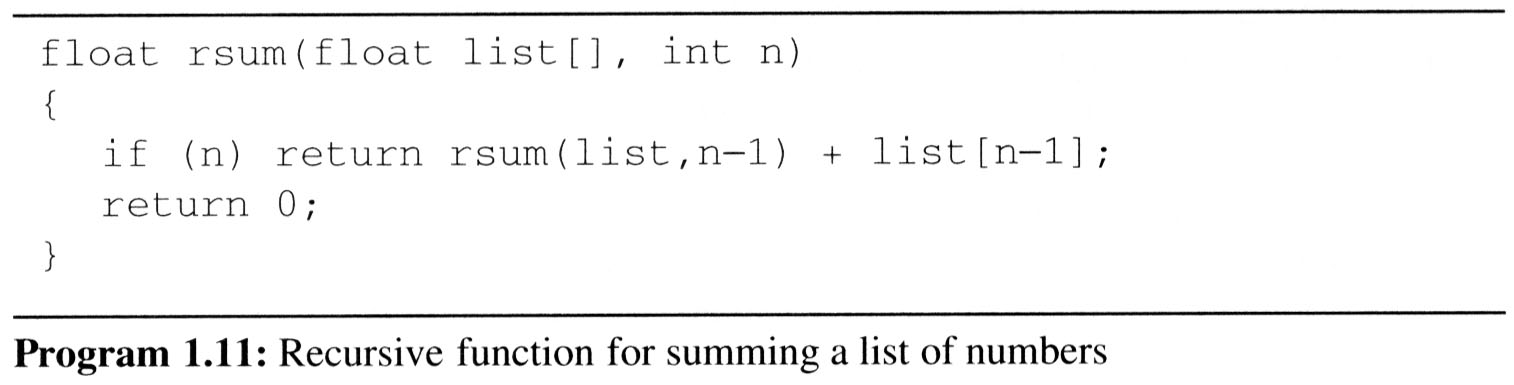 float rsum(float list[], int n)
{
if (n) return rsum(list,n-1) + list[n-1];
return 0;
}
Program 1.11: Recursive function for summing a list of numbers